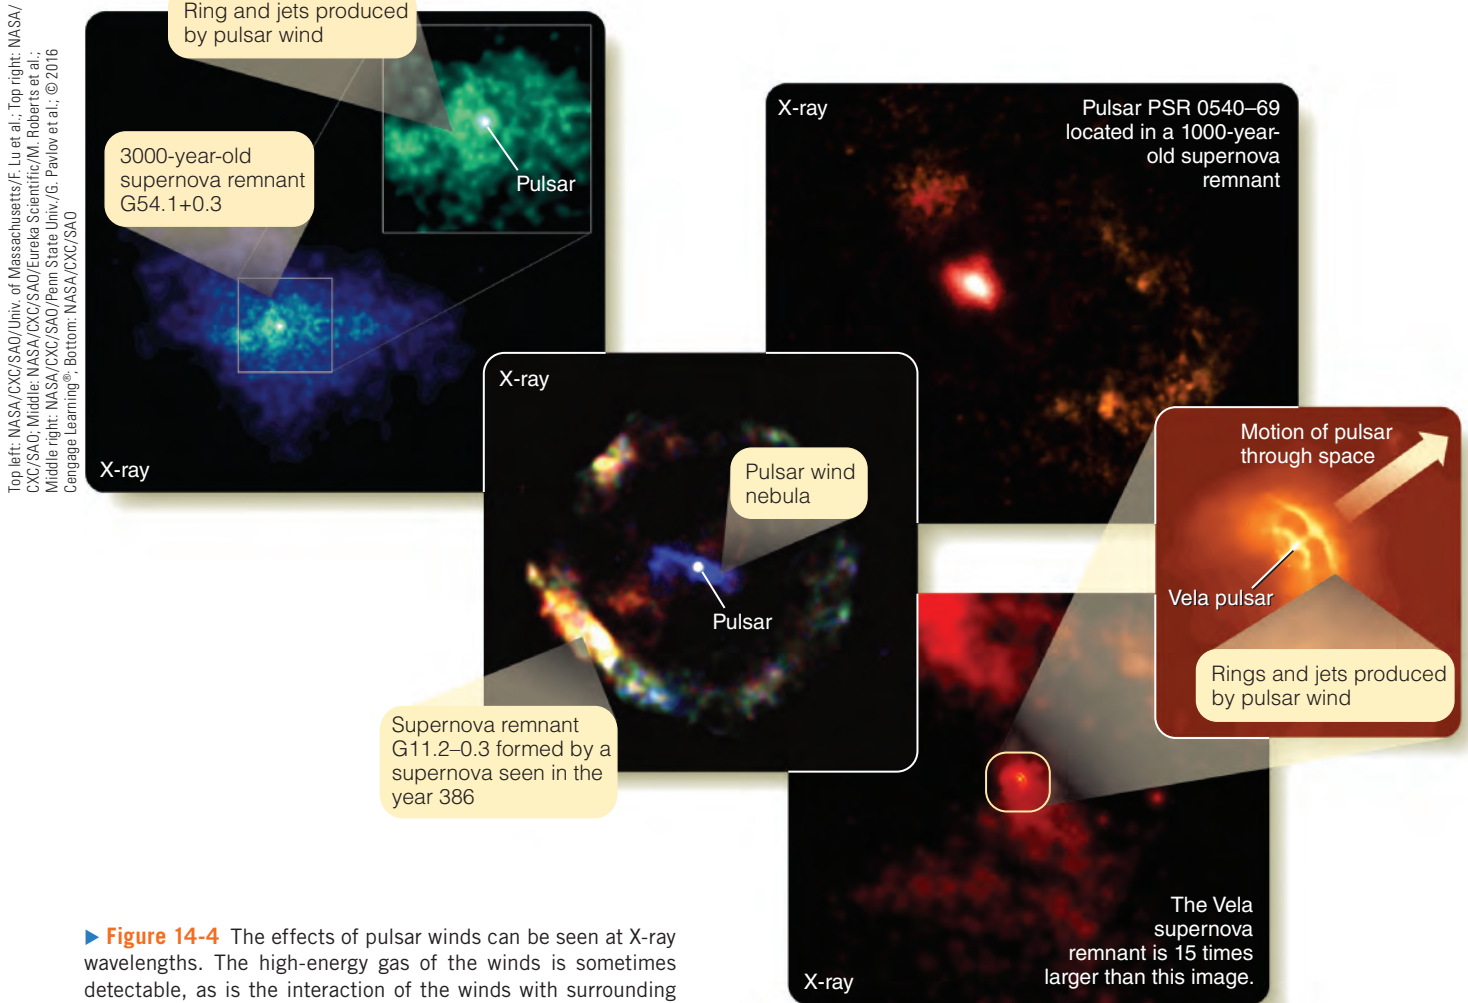 Top left: NASA/CXC/SAO/Univ. of Massachusetts/F. Lu et al.; Top right: NASA/
CXC/SAO; Middle: NASA/CXC/SAO/Eureka Scientific/M. Roberts et al.;
Middle right: NASA/CXC/SAO/Penn State Univ./G. Pavlov et al.; © 2016
Cengage Learning®; Bottom: NASA/CXC/SAO
Ring and jets produced
by pulsar wind
3000-year-old
supernova remnant
G54.1+0.3
Pulsar
X-ray
X-ray
Pulsar PSR 0540–69
located in a 1000-year-
old supernova
remnant
X-ray
Pulsar wind
nebula
Pulsar
Supernova remnant
G11.2–0.3 formed by a
supernova seen in the
year 386
Motion of pulsar
through space
Vela pulsar
Rings and jets produced
by pulsar wind
The Vela
supernova
remnant is 15 times
larger than this image.
X-ray
▶ Figure 14-4 The effects of pulsar winds can be seen at X-ray
wavelengths. The high-energy gas of the winds is sometimes
detectable, as is the interaction of the winds with surrounding